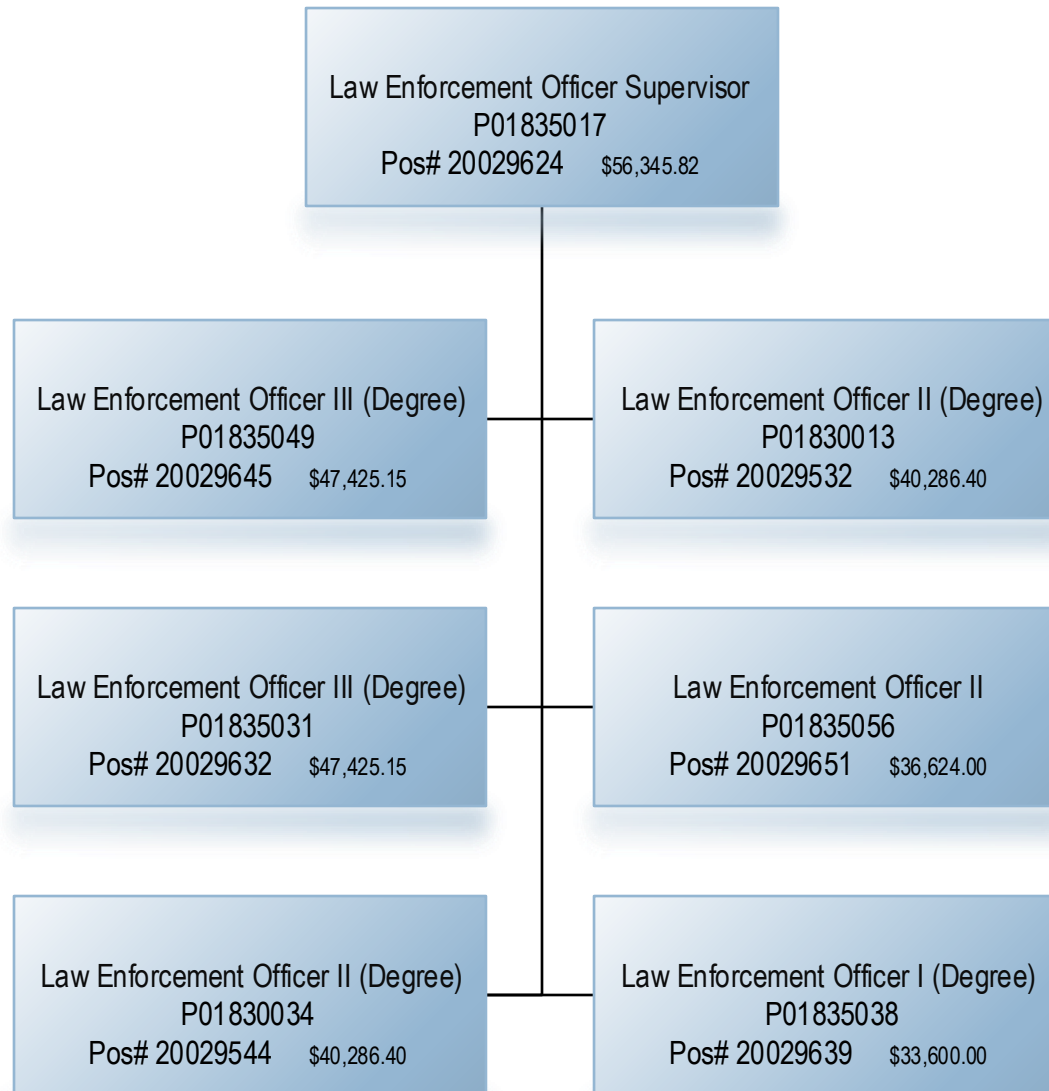 Law Enforcement Officer Supervisor
P01835017
Pos# 20029624 $56,345.82
Law Enforcement Officer III (Degree)
P01835049
Pos# 20029645 $47,425.15
Law Enforcement Officer II (Degree)
P01830013
Pos# 20029532 $40,286.40
Law Enforcement Officer III (Degree)
P01835031
Pos# 20029632 $47,425.15
Law Enforcement Officer II
P01835056
Pos# 20029651 $36,624.00
Law Enforcement Officer II (Degree)
P01830034
Pos# 20029544 $40,286.40
Law Enforcement Officer I (Degree)
P01835038
Pos# 20029639 $33,600.00